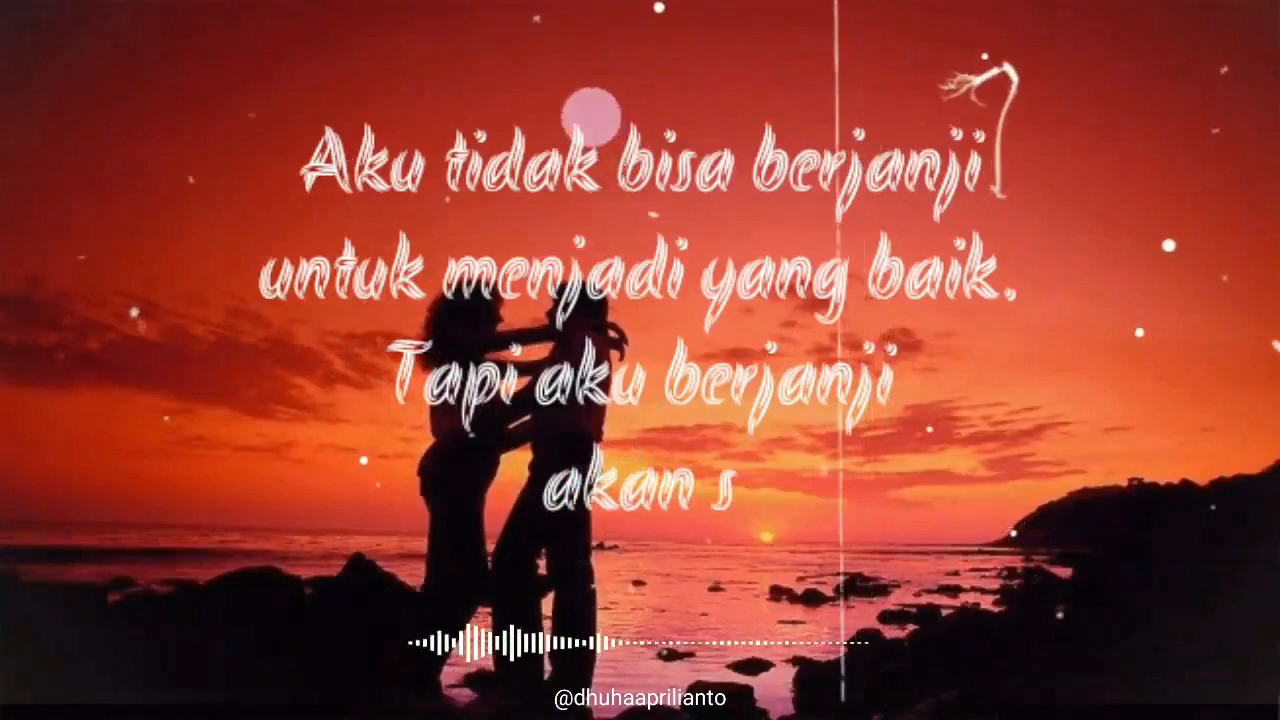 Aku tidak bisa berjanji
untuk menjadi yang baik.
Tapi aku berjanji
akan s
@dhuhaaprilianto